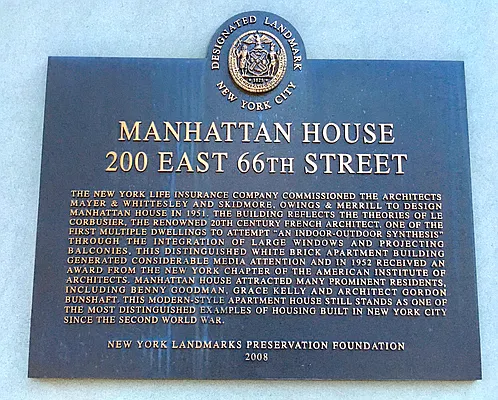 DESIGNATED LANDMARK
NEW YORK CITY
MANHATTAN HOUSE
200 EAST 66TH STREET
THE NEW YORK LIFE INSURANCE COMPANY COMMISSIONED THE ARCHITECTS
MAYER & WHITTLESEY AND SKIDMORE, OWINGS & MERRILL TO DESIGN
MANHATTAN HOUSE IN 1951. THE BUILDING REFLECTS THE THEORIES OF LE
CORBUSIER, THE RENOWNED 20TH CENTURY FRENCH ARCHITECT. ONE OF THE
FIRST MULTIPLE DWELLINGS TO ATTEMPT "AN INDOOR-OUTDOOR SYNTHESIS"
THROUGH THE INTEGRATION OF LARGE WINDOWS AND PROJECTING
BALCONIES, THIS DISTINGUISHED WHITE BRICK APARTMENT BUILDING
GENERATED CONSIDERABLE MEDIA ATTENTION AND IN 1952 RECEIVED AN
AWARD FROM THE NEW YORK CHAPTER OF THE AMERICAN INSTITUTE OF
ARCHITECTS. MANHATTAN HOUSE ATTRACTED MANY PROMINENT RESIDENTS,
INCLUDING BENNY GOODMAN, GRACE KELLY AND ARCHITECT GORDON
BUNSHAFT. THIS MODERN-STYLE APARTMENT HOUSE STILL STANDS AS ONE OF
THE MOST DISTINGUISHED EXAMPLES OF HOUSING BUILT IN NEW YORK CITY
SINCE THE SECOND WORLD WAR.
NEW YORK LANDMARKS PRESERVATION FOUNDATION
2008